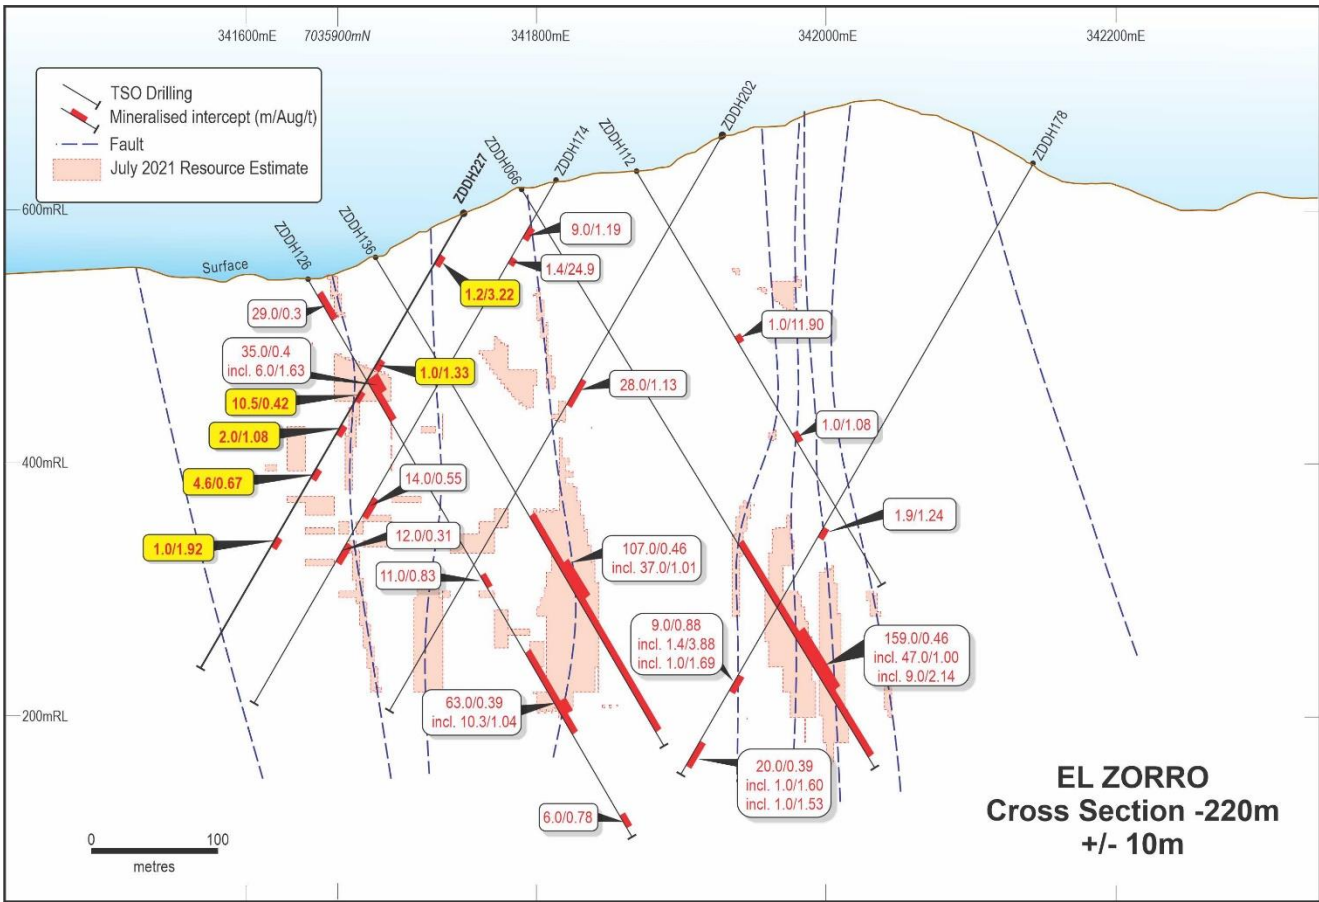 341600mE
7035900mN
341800mE
342000mE
342200mE
TSO Drilling
Mineralised intercept (m/Aug/t)
Fault
July 2021 Resource Estimate
ZDDH126
ZDDH136
ZDDH227
ZDDH066
ZDDH174
ZDDH112
ZDDH202
ZDDH178
600mRL
400mRL
200mRL
Surface
9.0/1.19
1.4/24.9
1.2/3.22
29.0/0.3
35.0/0.4
incl. 6.0/1.63
1.0/1.33
10.5/0.42
2.0/1.08
4.6/0.67
1.0/1.92
28.0/1.13
1.0/11.90
1.0/1.08
14.0/0.55
12.0/0.31
11.0/0.83
107.0/0.46
incl. 37.0/1.01
1.9/1.24
9.0/0.88
incl. 1.4/3.88
incl. 1.0/1.69
159.0/0.46
incl. 47.0/1.00
incl. 9.0/2.14
63.0/0.39
incl. 10.3/1.04
20.0/0.39
incl. 1.0/1.60
incl. 1.0/1.53
6.0/0.78
EL ZORRO
Cross Section -220m
+/- 10m
0
100
metres